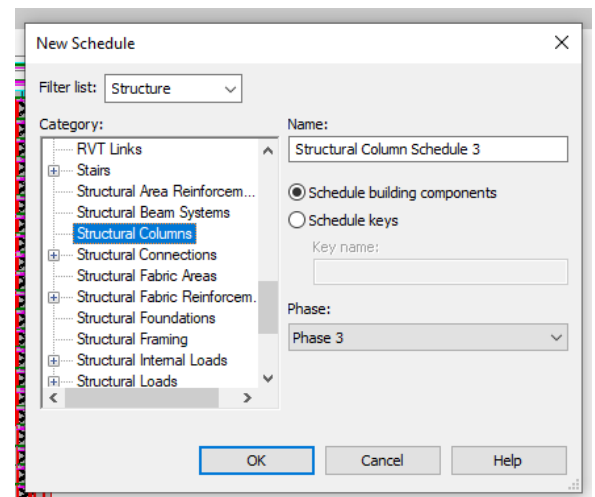 New Schedule
Filter list: Structure
Category:
RVT Links
Stairs
Structural Area Reinforcem...
Structural Beam Systems
Structural Columns
Structural Connections
Structural Fabric Areas
Structural Fabric Reinforcem.
Structural Foundations
Structural Framing
Structural Internal Loads
Structural Loads
Name:
Structural Column Schedule 3
Schedule building components
Schedule keys
Key name:
Phase:
Phase 3
OK
Cancel
Help